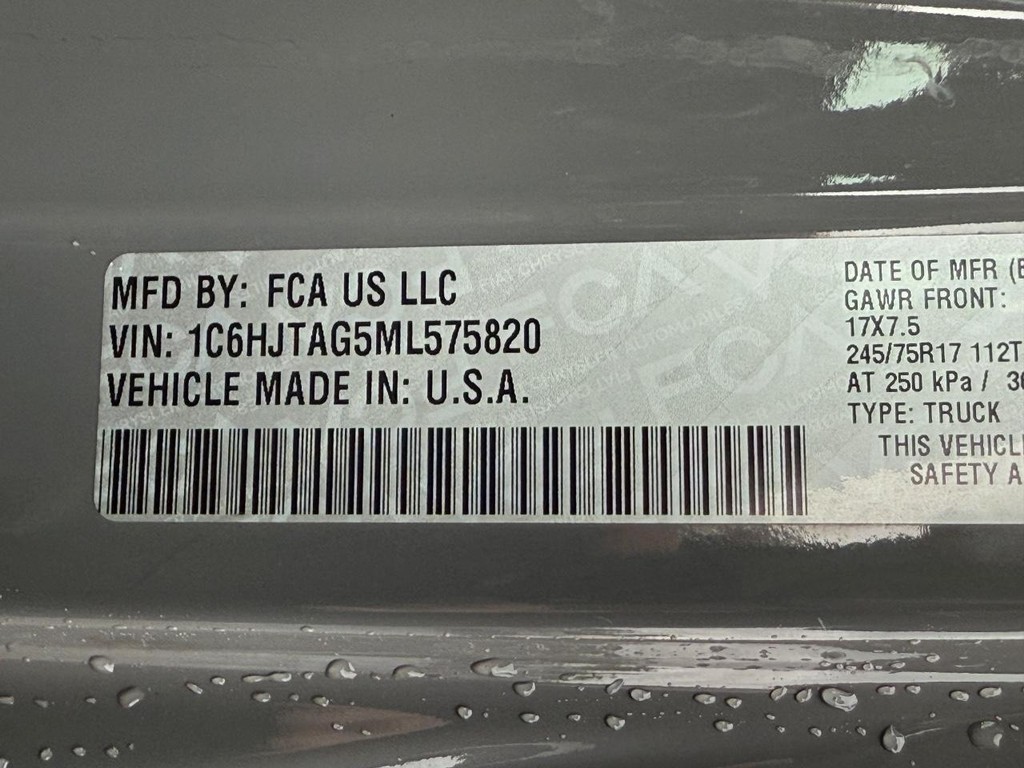 MFD BY: FCA US LLC
VIN: 1C6HJTAG5ML575820
VEHICLE MADE IN: U.S.A.
DATE OF MFR
GAWR FRONT:
17X7.5
245/75R17 112T
AT 250 kPa /
TYPE: TRUCK
THIS
SAFETY